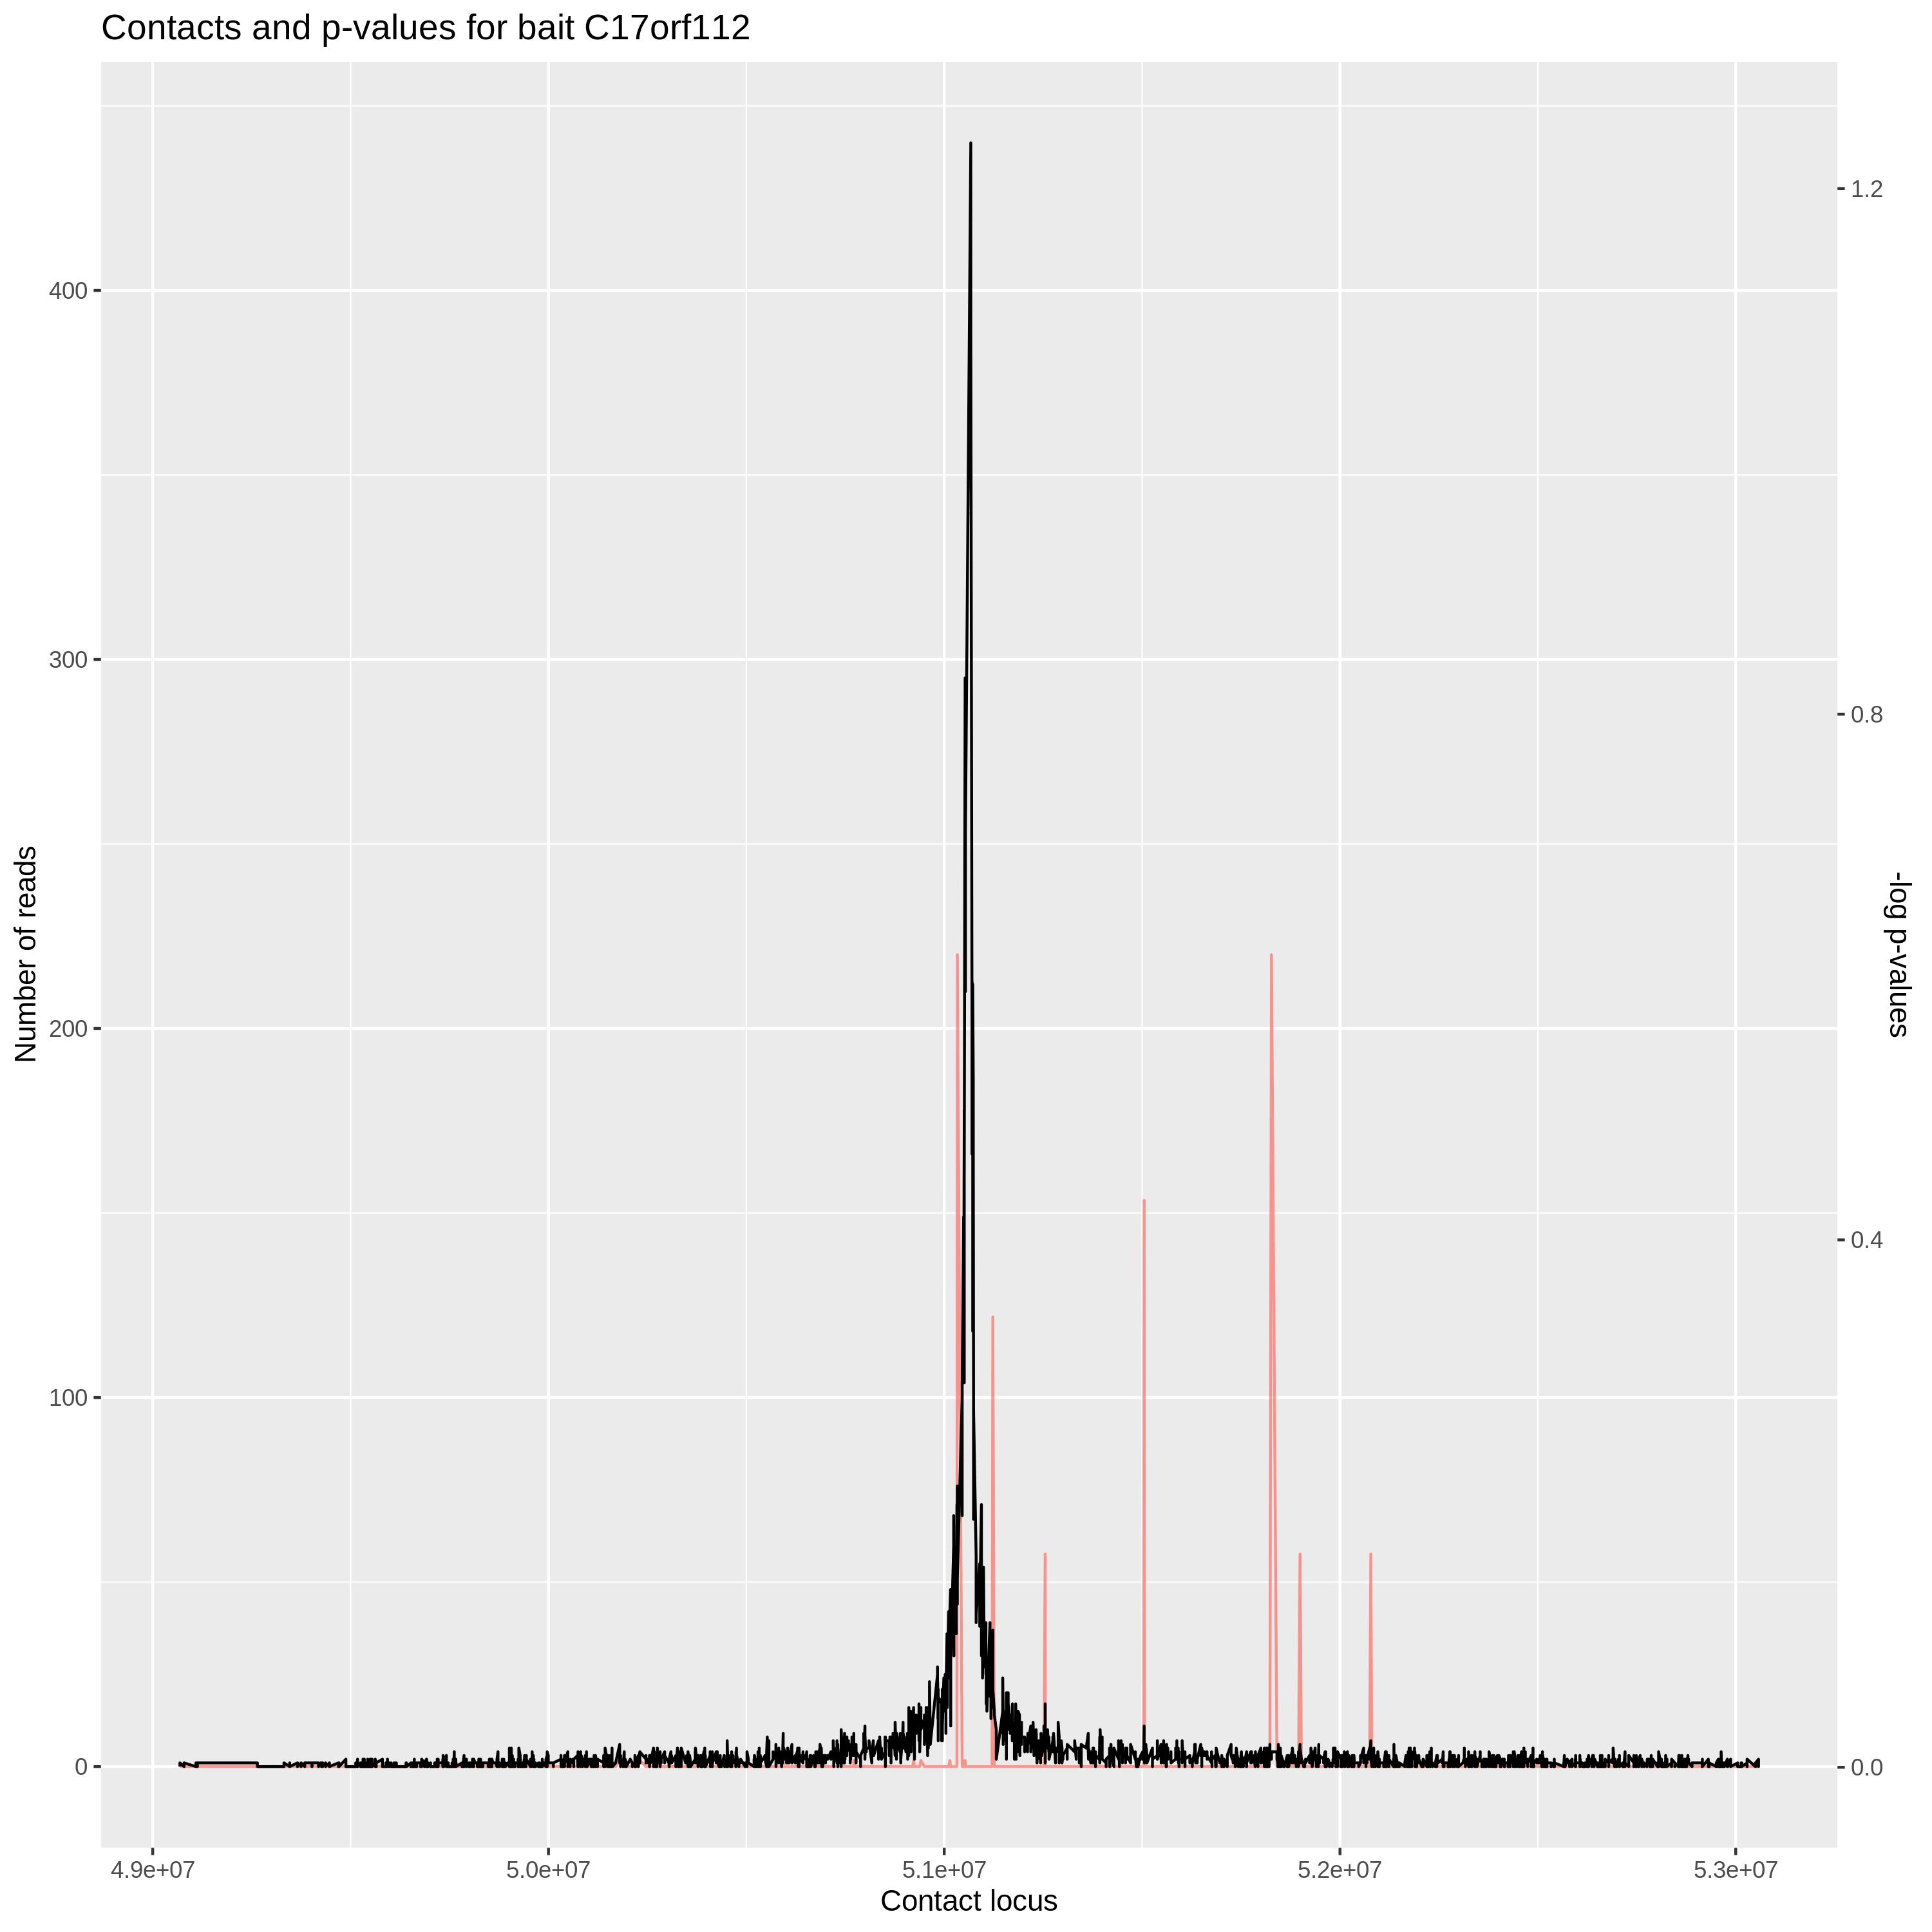 Contacts and p-values for bait C17orf112
Number of reads
400
300
200
100
0
1.2
0.8
0.4
0.0
-log p-values
4.9e+07 5.0e+07 5.1e+07 5.2e+07 5.3e+07
Contact locus